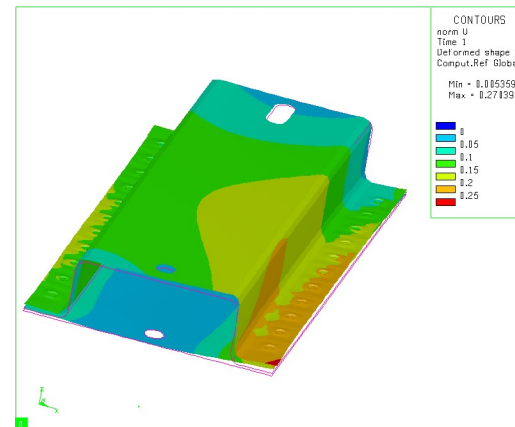 CONTOURS
norm U
Time 1
Deformed shape
Comput.Ref Globa
Min = 0.005359
Max = 0.27039
0
0.05
0.1
0.15
0.2
0.25
Z
X